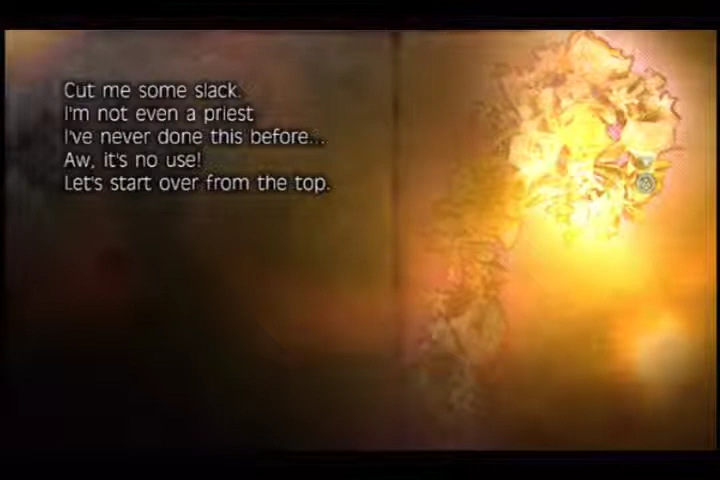 Cut me some slack.
I'm not even a priest
I've never done this before...
Aw, it's no use!
Let's start over from the top.